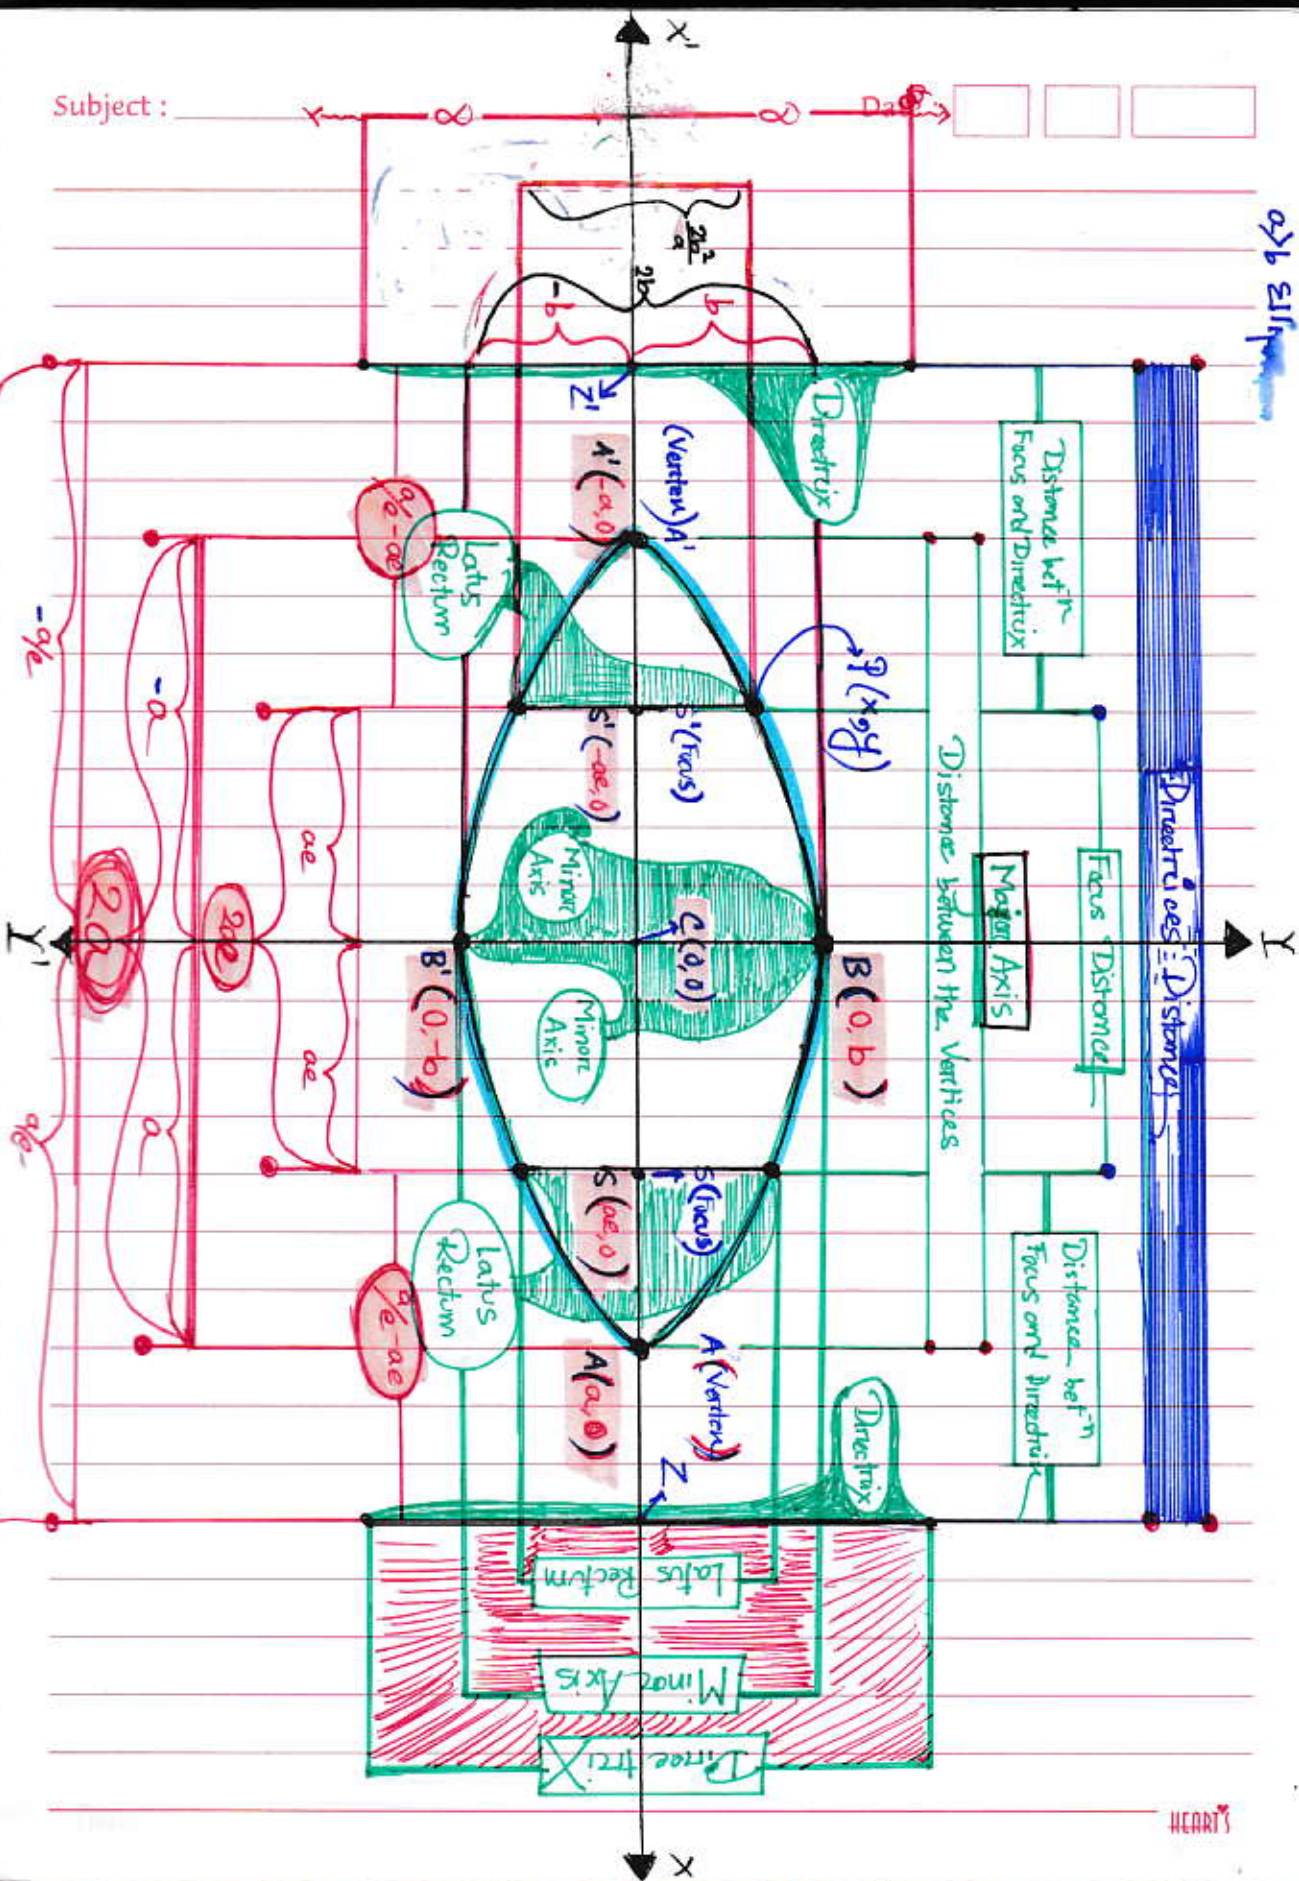 Subject :
Date :
a>b Ellipse
Directrices Distance
Focus Distance
Major Axis
Distance between the Vertices
Distance betⁿ
Focus and Directrix
Distance betⁿ
Focus and Directrix
X'
X
Y
Y'
∞
∞
2b²/a
2b
-b
b
Z'
Directrix
(Vertex) A'
A'(-a,0)
P(x,y)
S'(Focus)
S'(-ae,0)
Latus
Rectum
Minor
Axis
Minor
Axis
C(0,0)
B(0,b)
B'(0,-b)
S(Focus)
S(ae,0)
Latus
Rectum
A(Vertex)
A(a,0)
Z
Directrix
a/e-ae
a/e-ae
ae
ae
2ae
-a
a
2a
-a/e
a/e
Latus Rectum
Minor Axis
Directrix
HEARTS